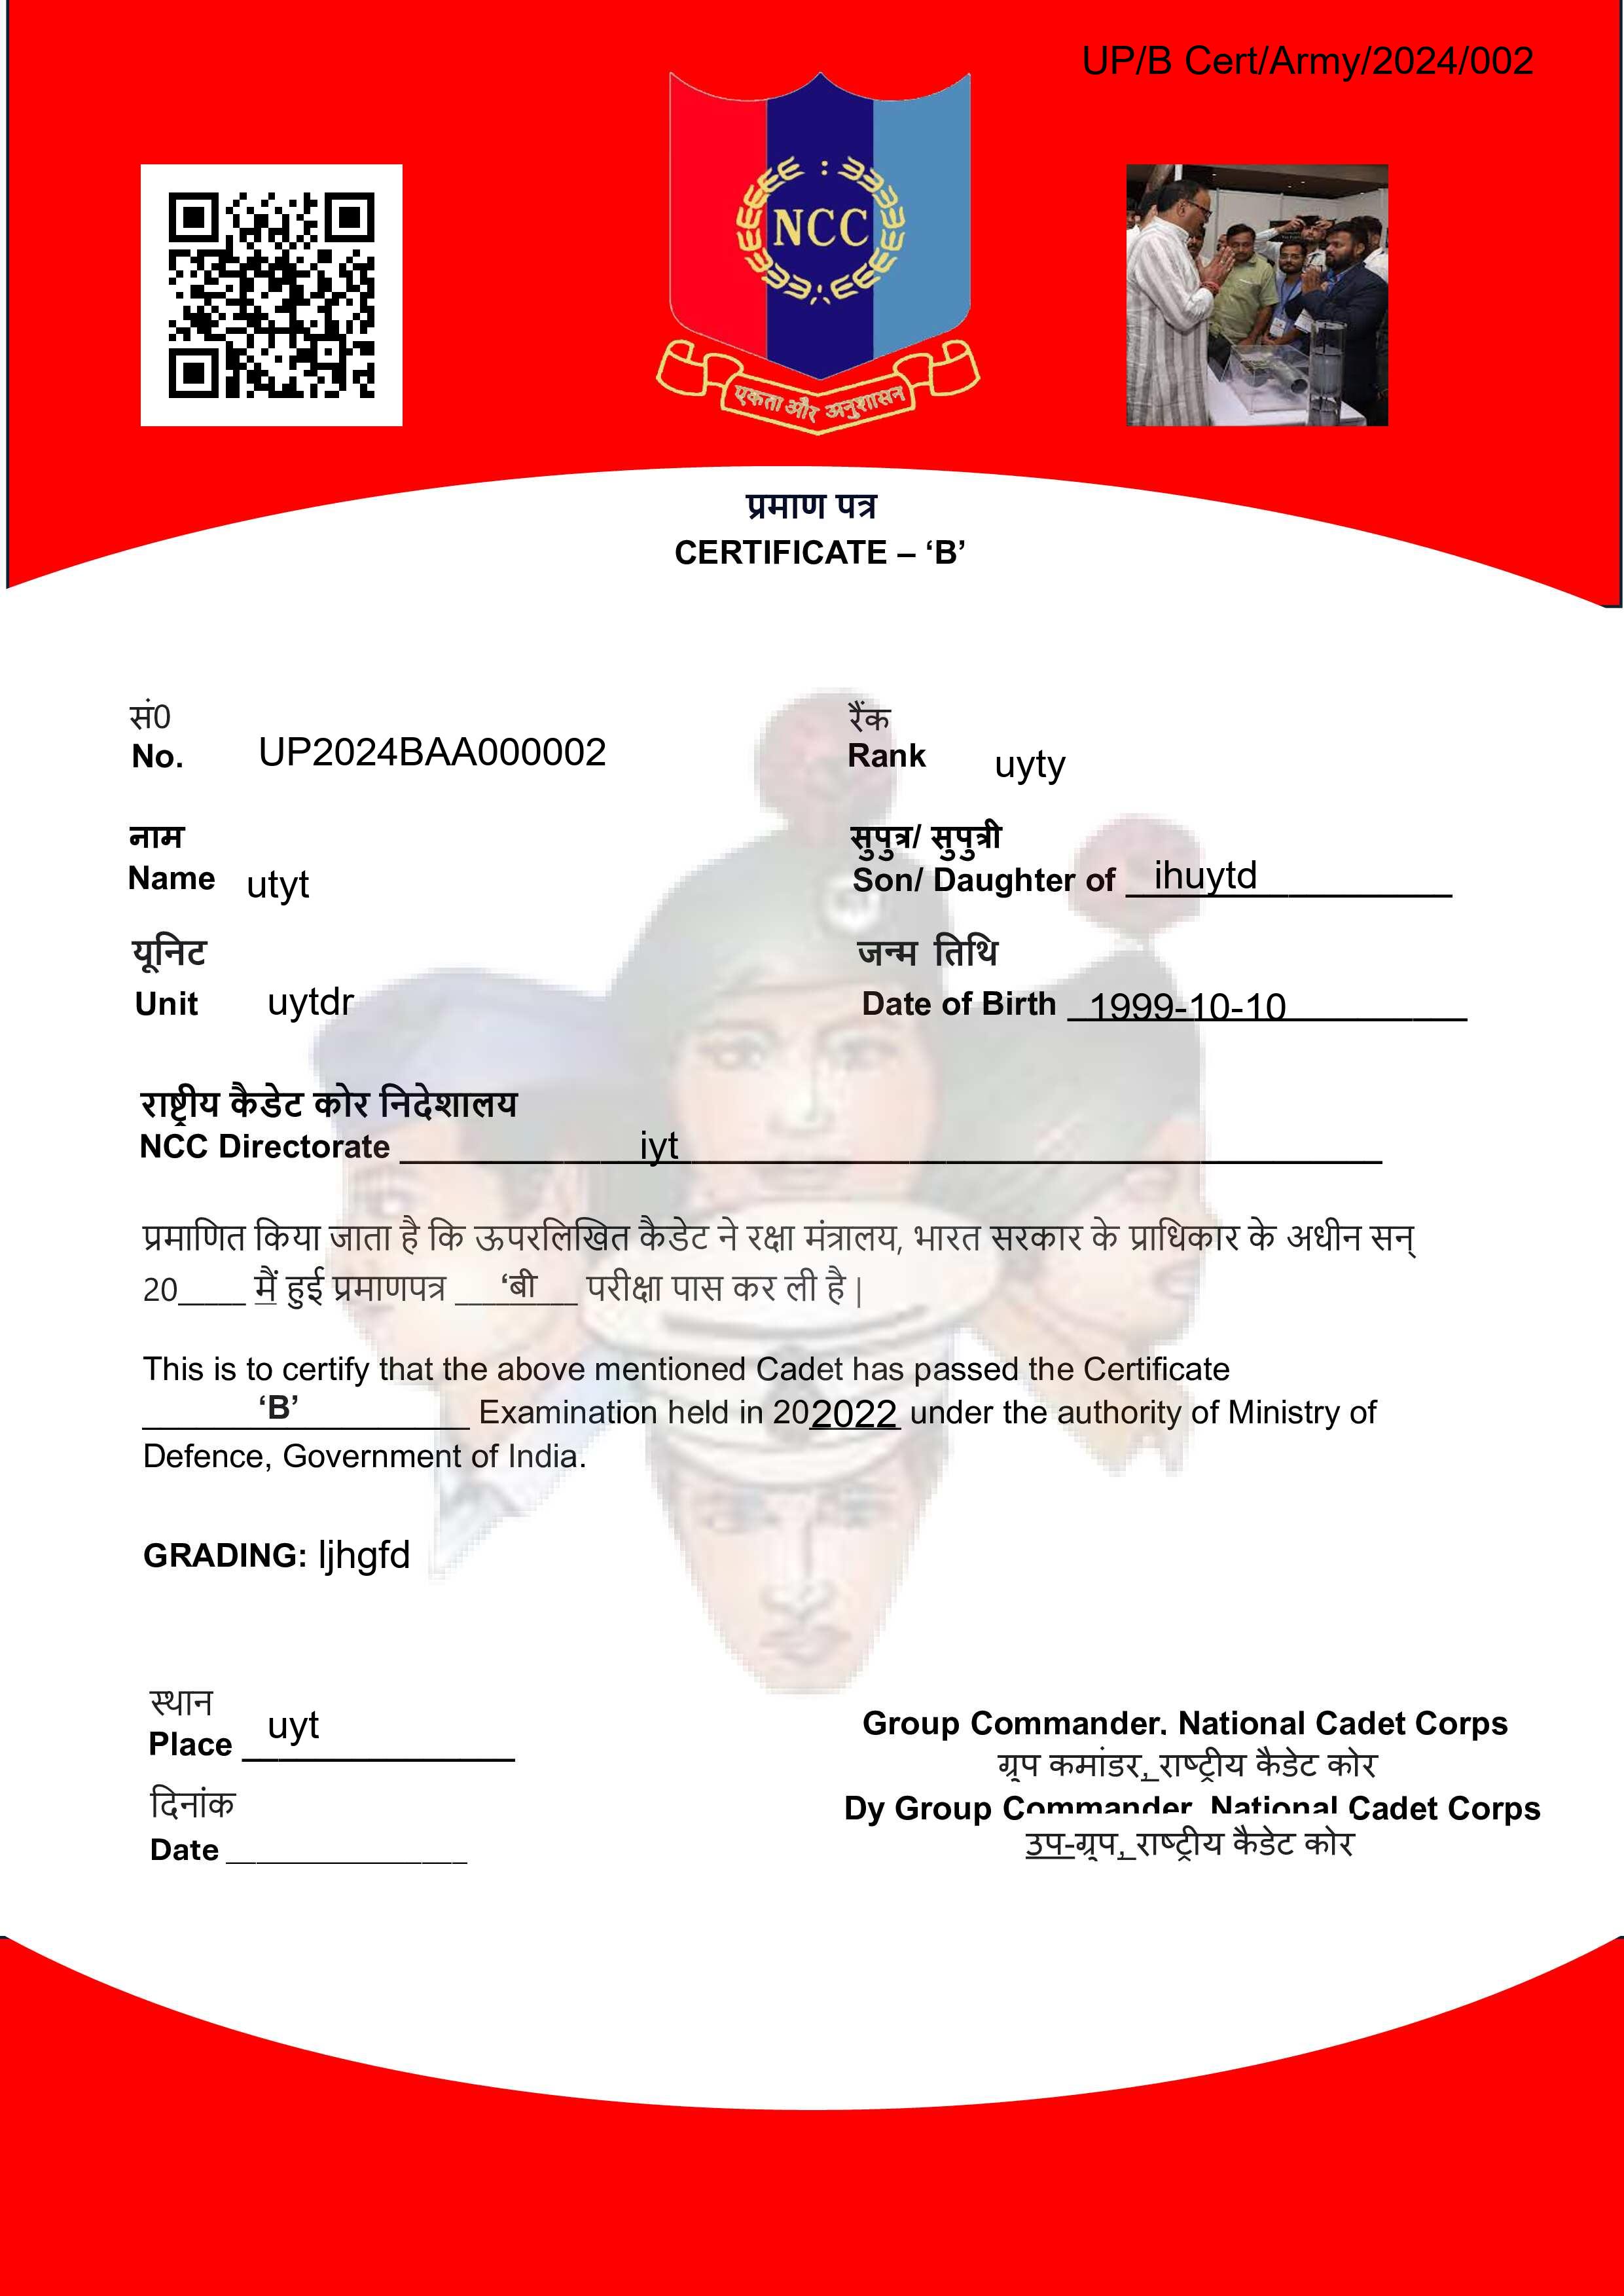 UP/B Cert/Army/2024/002
NCC
एकता और अनुशासन
प्रमाण पत्र
CERTIFICATE – ‘B’
सं0
No. UP2024BAA000002
रैंक
Rank uyty
नाम
Name utyt
सुपुत्र/ सुपुत्री
Son/ Daughter of ihuytd
यूनिट
Unit uytdr
जन्म तिथि
Date of Birth 1999-10-10
राष्ट्रीय कैडेट कोर निदेशालय
NCC Directorate iyt
प्रमाणित किया जाता है कि ऊपरलिखित कैडेट ने रक्षा मंत्रालय, भारत सरकार के प्राधिकार के अधीन सन्
20____ मैं हुई प्रमाणपत्र ‘बी परीक्षा पास कर ली है |
This is to certify that the above mentioned Cadet has passed the Certificate
‘B’ Examination held in 202022 under the authority of Ministry of
Defence, Government of India.
GRADING: ljhgfd
स्थान
Place uyt
दिनांक
Date ____________
Group Commander, National Cadet Corps
ग्रुप कमांडर, राष्ट्रीय कैडेट कोर
Dy Group Commander, National Cadet Corps
उप-ग्रुप, राष्ट्रीय कैडेट कोर